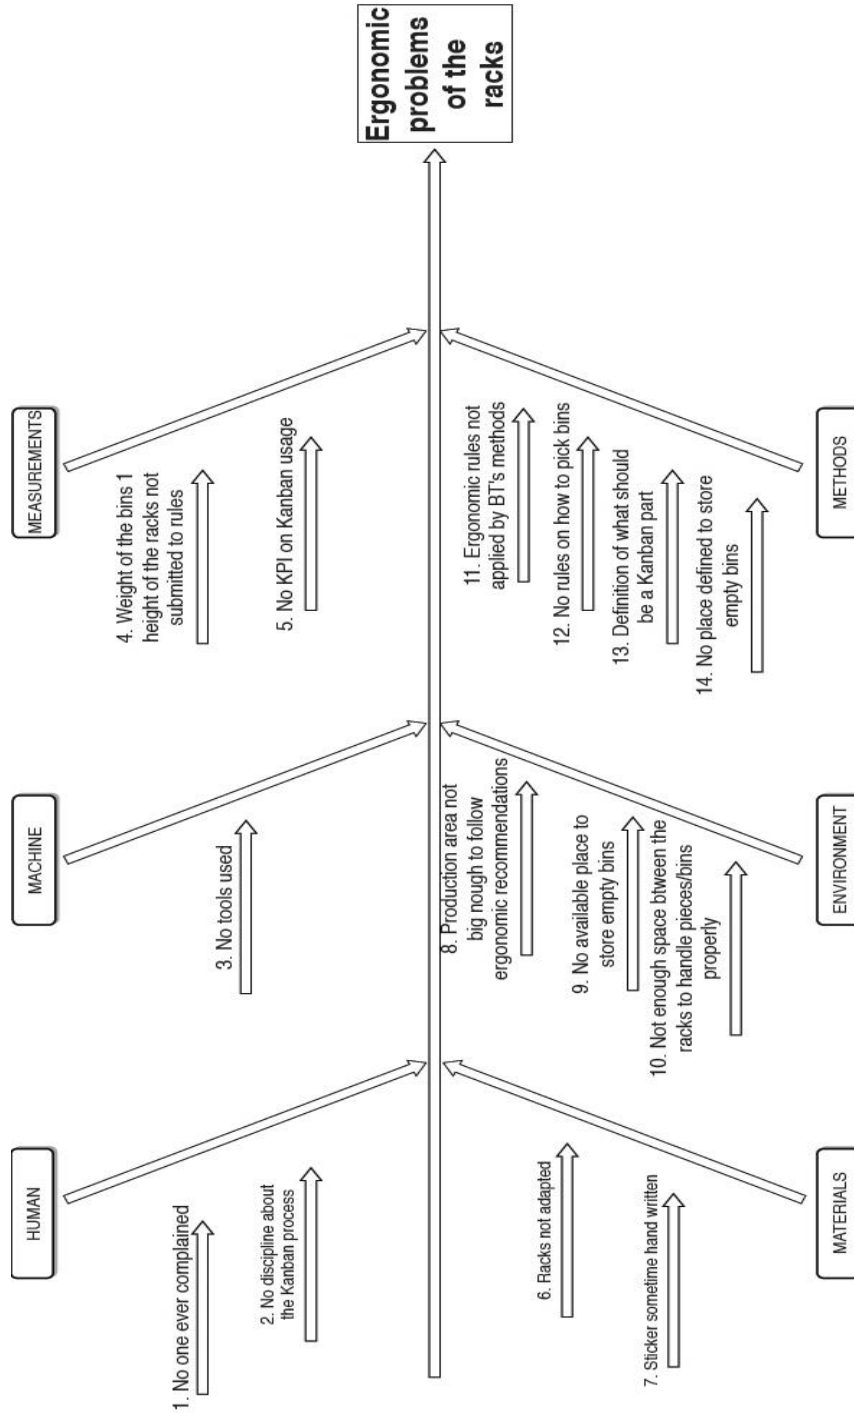 HUMAN
1. No one ever complained
2. No discipline about
the Kanban process
MACHINE
3. No tools used
MEASUREMENTS
4. Weight of the bins 1
height of the racks not
submitted to rules
5. No KPI on Kanban usage
Ergonomic
problems
of the
racks
6. Racks not adapted
7. Sticker sometime hand written
MATERIALS
8. Production area not
big nough to follow
ergonomic recommendations
9. No available place to
store empty bins
10. Not enough space btween the
racks to handle pieces/bins
properly
ENVIRONMENT
11. Ergonomic rules not
applied by BT's methods
12. No rules on how to pick bins
13. Definition of what should
be a Kanban part
14. No place defined to store
empty bins
METHODS